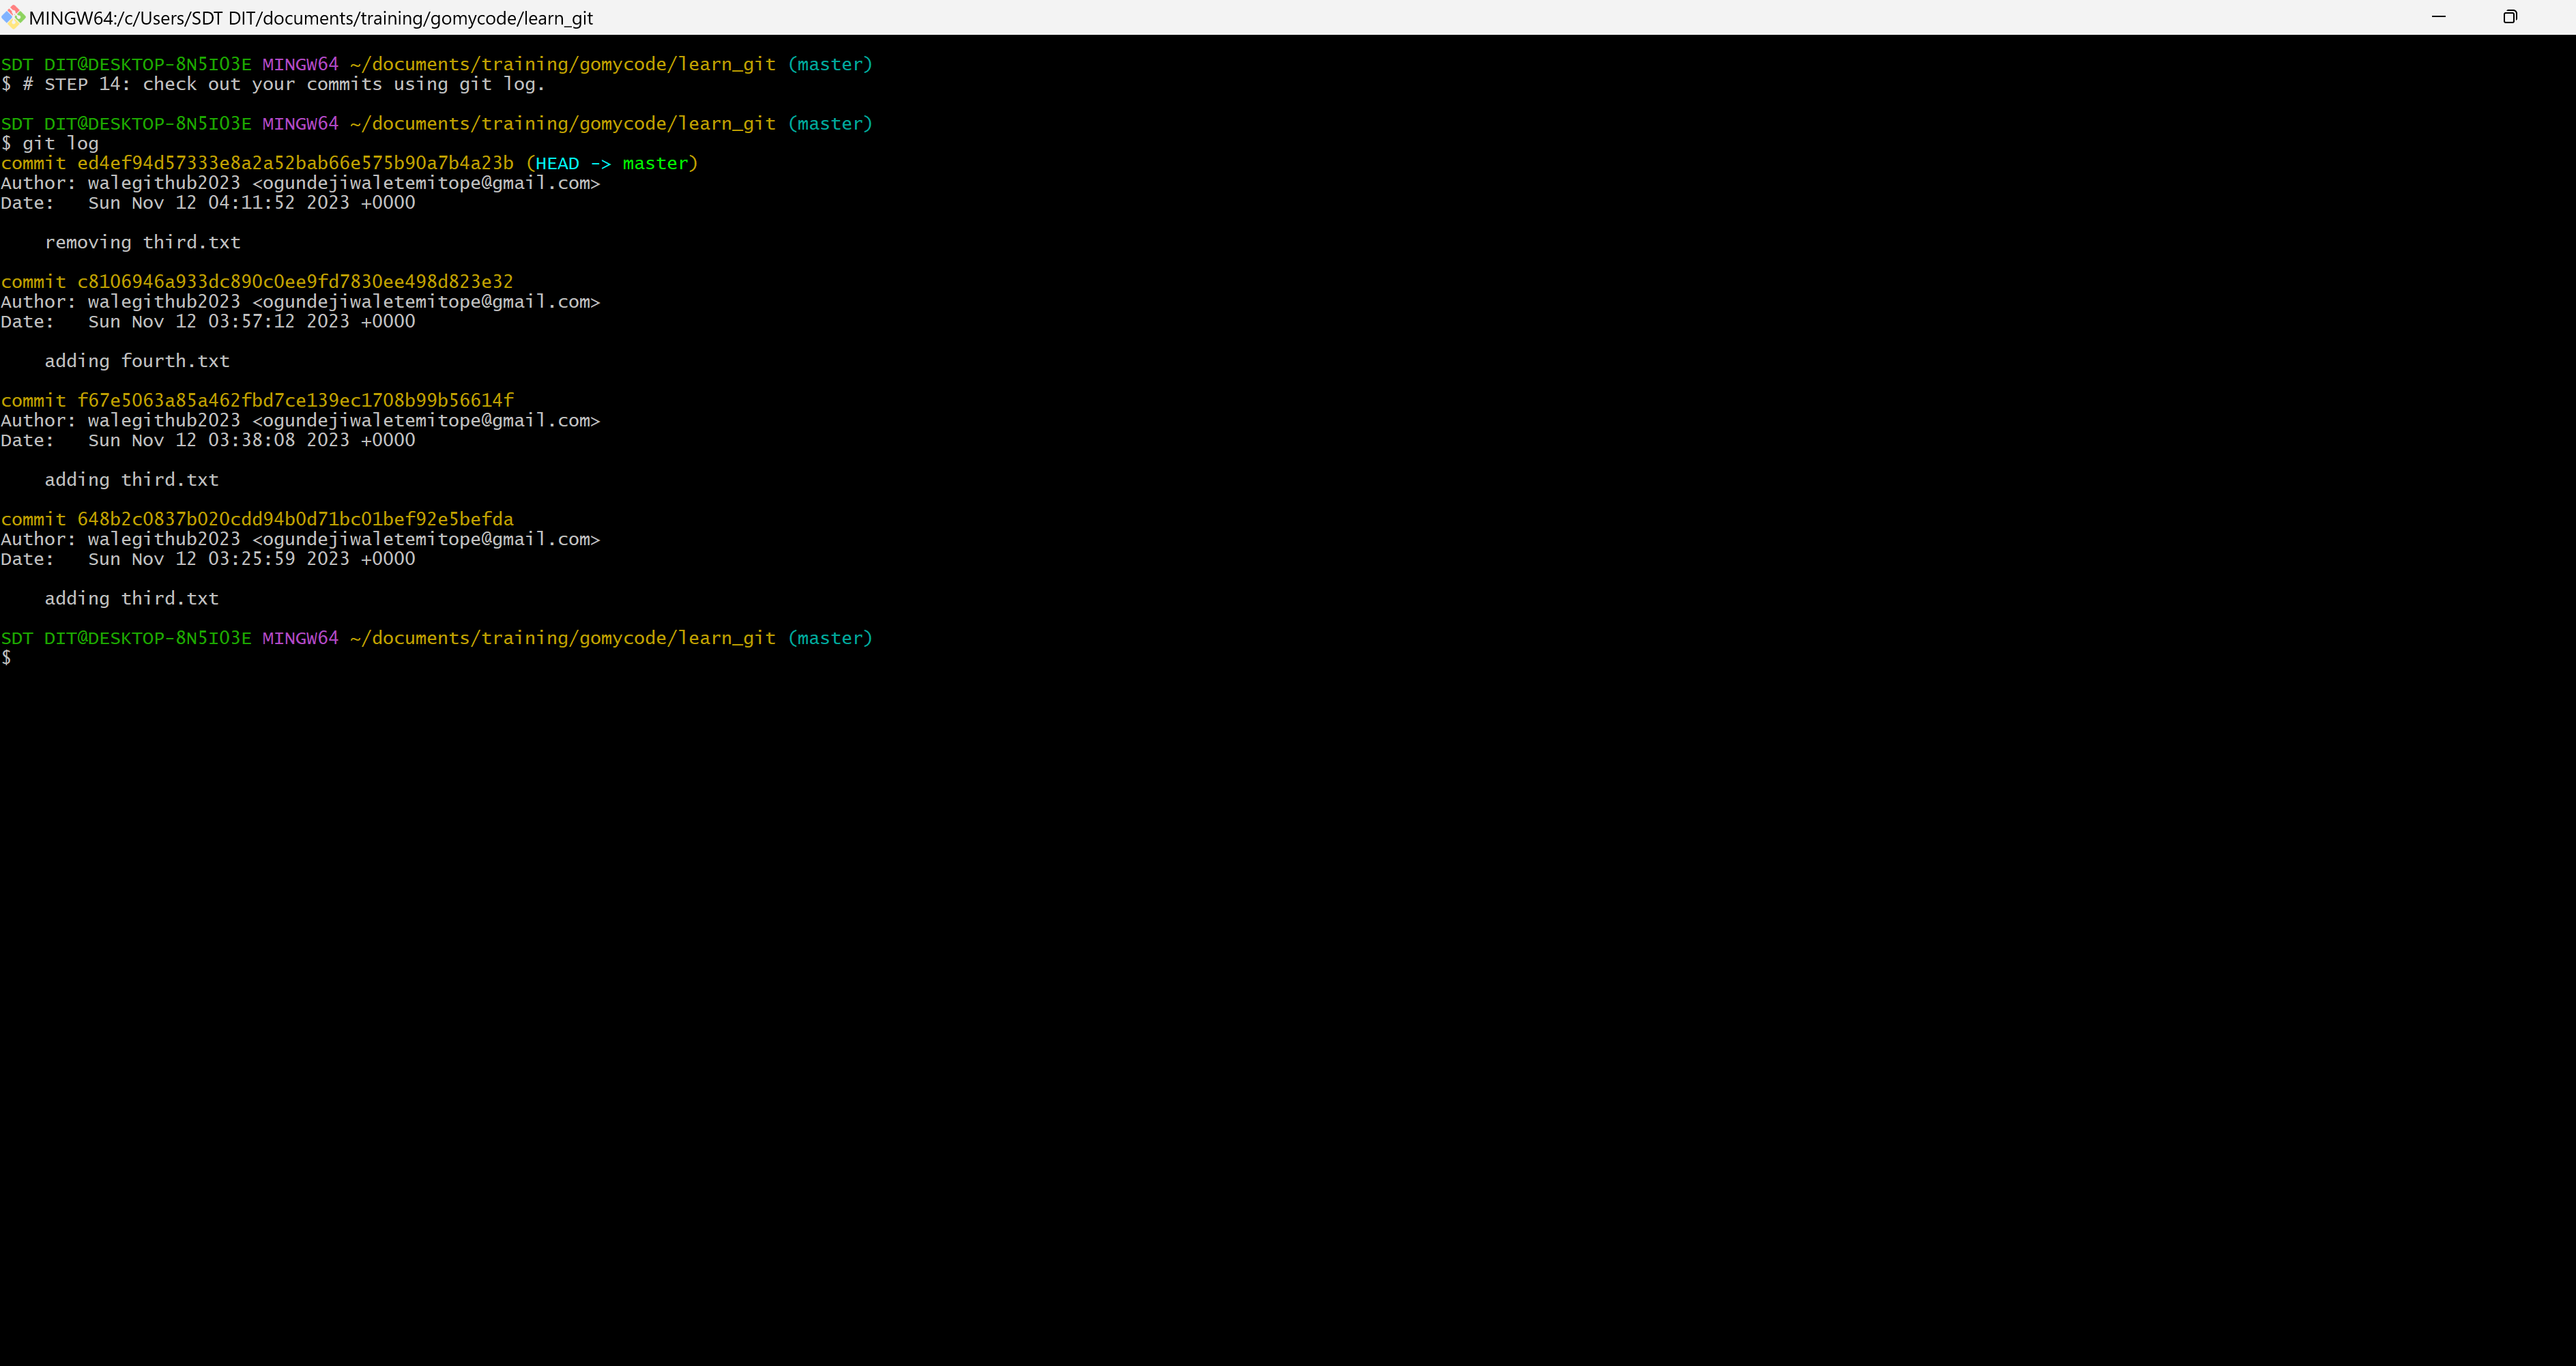 MINGW64:/c/Users/SDT DIT/documents/training/gomycode/learn_git
SDT DIT@DESKTOP-8N5IO3E MINGW64 ~/documents/training/gomycode/learn_git (master)
$ # STEP 14: check out your commits using git log.
SDT DIT@DESKTOP-8N5IO3E MINGW64 ~/documents/training/gomycode/learn_git (master)
$ git log
commit ed4ef94d57333e8a2a52bab66e575b90a7b4a23b (HEAD -> master)
Author: walegithub2023 <ogundejiwaletemitope@gmail.com>
Date:   Sun Nov 12 04:11:52 2023 +0000
    removing third.txt
commit c8106946a933dc890c0ee9fd7830ee498d823e32
Author: walegithub2023 <ogundejiwaletemitope@gmail.com>
Date:   Sun Nov 12 03:57:12 2023 +0000
    adding fourth.txt
commit f67e5063a85a462fbd7ce139ec1708b99b56614f
Author: walegithub2023 <ogundejiwaletemitope@gmail.com>
Date:   Sun Nov 12 03:38:08 2023 +0000
    adding third.txt
commit 648b2c0837b020cdd94b0d71bc01bef92e5befda
Author: walegithub2023 <ogundejiwaletemitope@gmail.com>
Date:   Sun Nov 12 03:25:59 2023 +0000
    adding third.txt
SDT DIT@DESKTOP-8N5IO3E MINGW64 ~/documents/training/gomycode/learn_git (master)
$